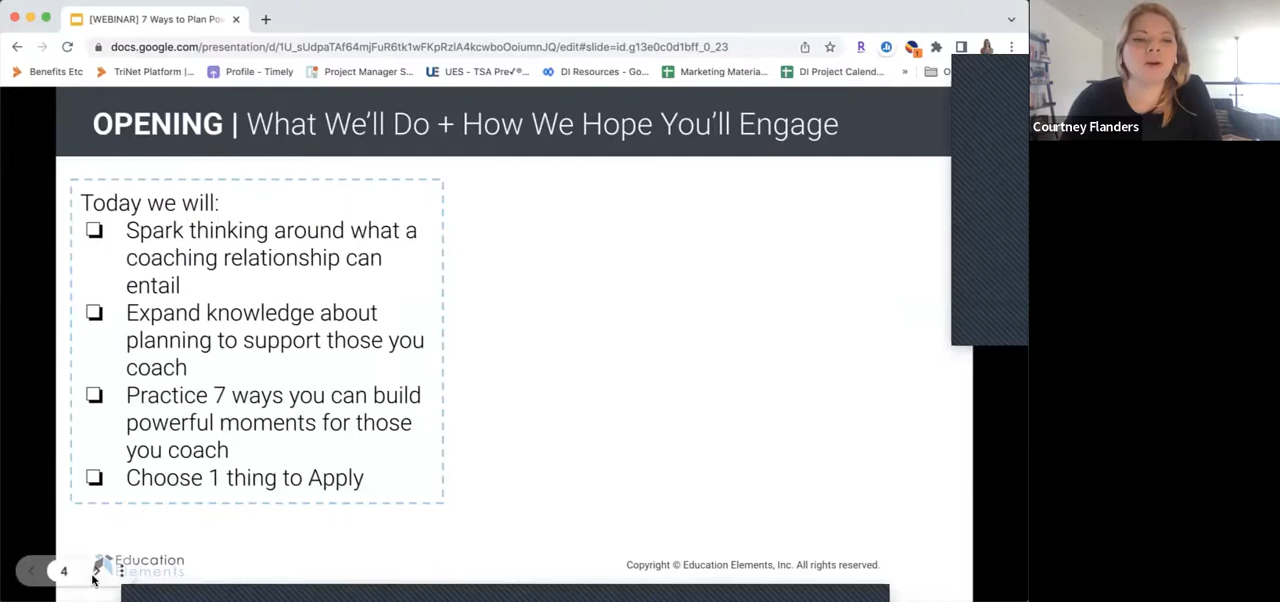 [WEBINAR] 7 Ways to Plan Pow
docs.google.com/presentation/d/1U_sUdpaTAf64mjFuR6tk1wFKpRzIA4kcwboOoiumnJQ/edit#slide=id.g13e0c0d1bff_0_23
Benefits Etc
TriNet Platform |...
Profile - Timely
Project Manager S...
UES - TSA Pre✓®...
DI Resources - Go...
Marketing Materia...
DI Project Calend...
»
O
Courtney Flanders
OPENING | What We'll Do + How We Hope You'll Engage
Today we will:
❏ Spark thinking around what a
coaching relationship can
entail
❏ Expand knowledge about
planning to support those you
coach
❏ Practice 7 ways you can build
powerful moments for those
you coach
❏ Choose 1 thing to Apply
4
Education
Elements
Copyright © Education Elements, Inc. All rights reserved.